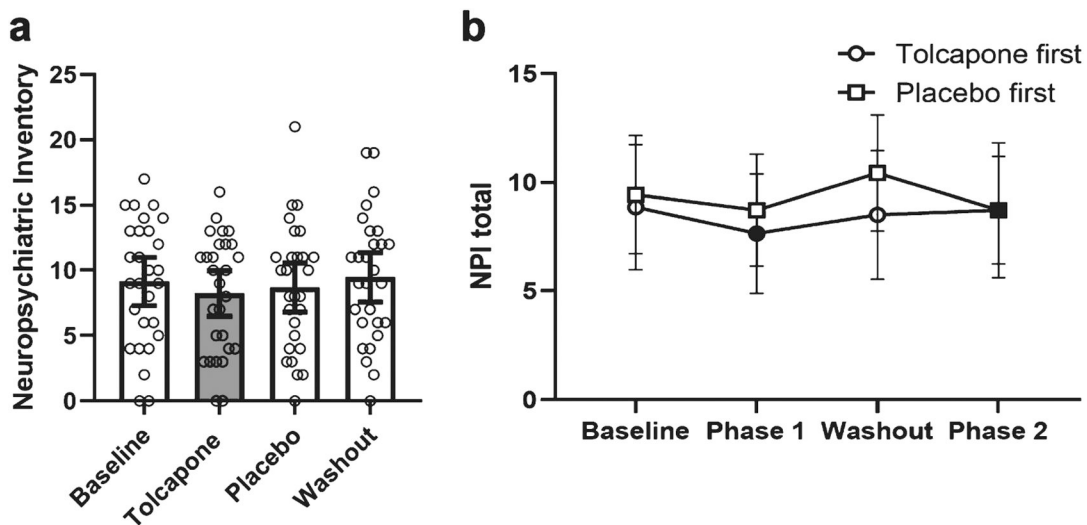 a
Neuropsychiatric Inventory
25
20
15
10
5
0
Baseline
Tolcapone
Placebo
Washout
b
Tolcapone first
Placebo first
NPI total
15
10
5
0
Baseline
Phase 1
Washout
Phase 2